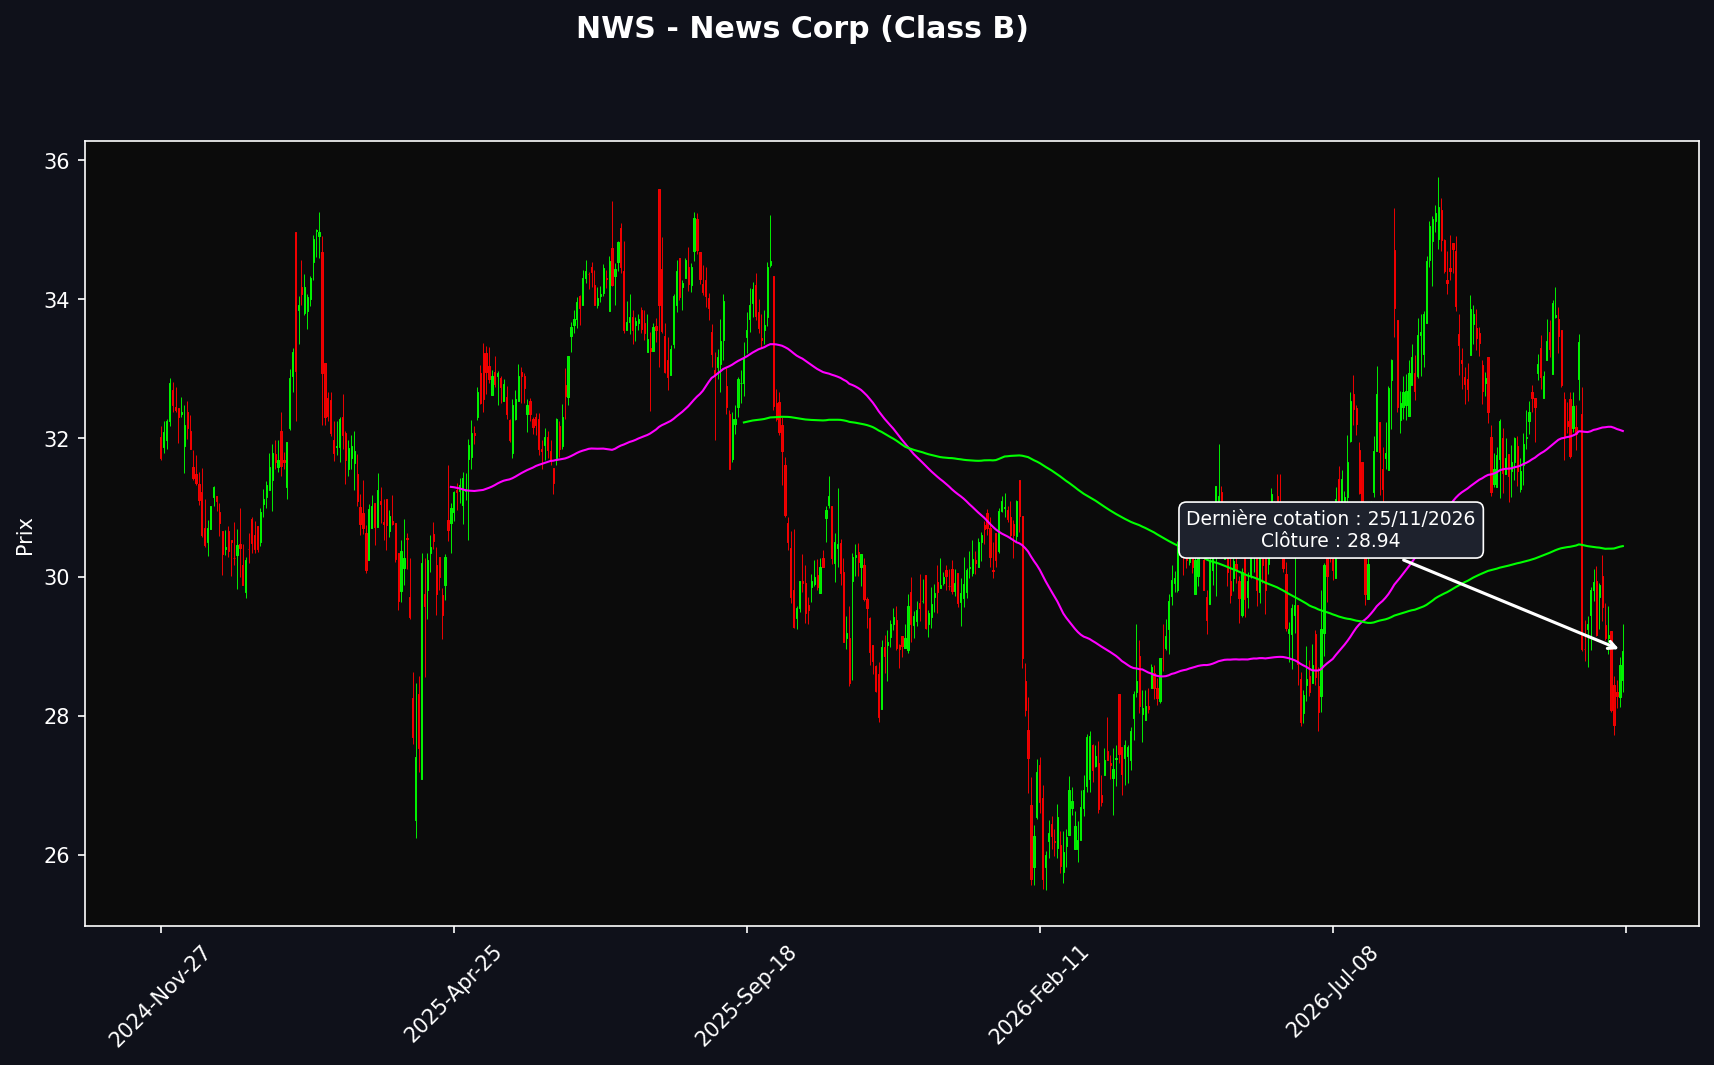 NWS - News Corp (Class B)
Prix
36
34
32
30
28
26
Dernière cotation : 25/11/2026
Clôture : 28.94
2024-Nov-27
2025-Apr-25
2025-Sep-18
2026-Feb-11
2026-Jul-08